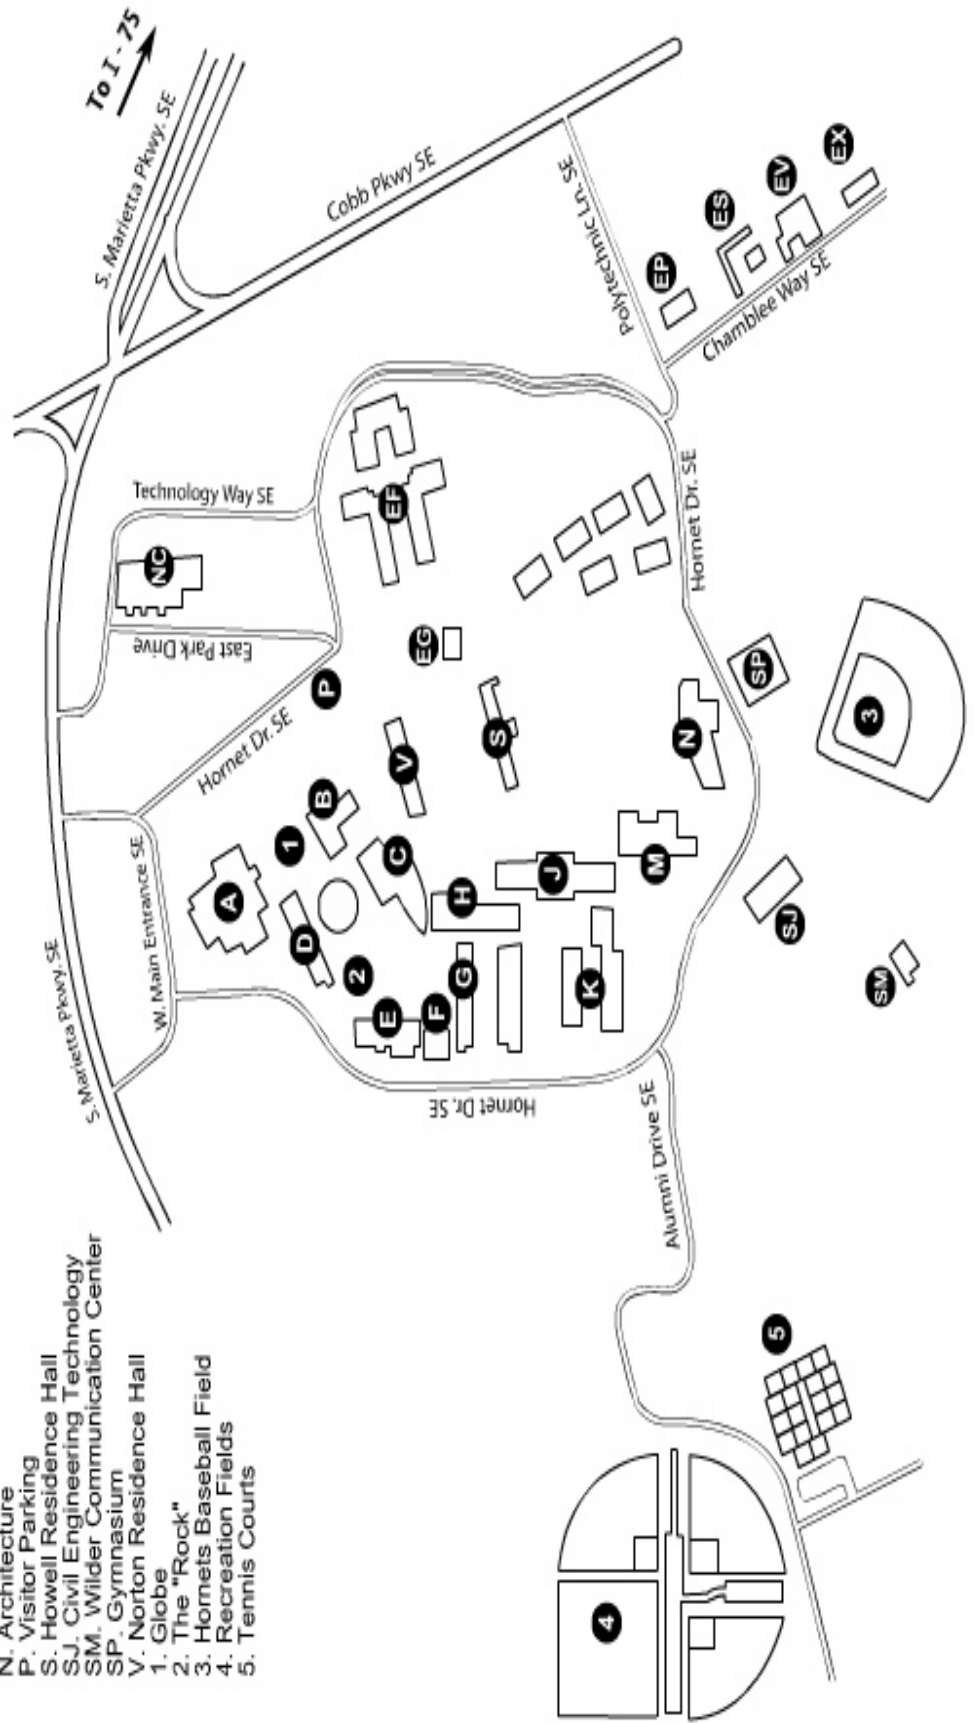 N. Architecture
P. Visitor Parking
S. Howell Residence Hall
SJ. Civil Engineering Technology
SM. Wilder Communication Center
SP. Gymnasium
V. Norton Residence Hall
1. Globe
2. The "Rock"
3. Hornets Baseball Field
4. Recreation Fields
5. Tennis Courts
S. Marietta Pkwy. SE
W. Main Entrance SE
Hornet Dr. SE
East Park Drive
Technology Way SE
S. Marietta Pkwy. SE
To I - 75
Cobb Pkwy SE
Polytechnic Ln. SE
Chamblee Way SE
Hornet Dr. SE
Hornet Dr. SE
Alumni Drive SE
NC
A
1
B
P
D
2
C
V
EG
EF
E
F
G
H
S
J
K
M
N
SP
SJ
SM
3
EP
ES
EV
EX
4
5